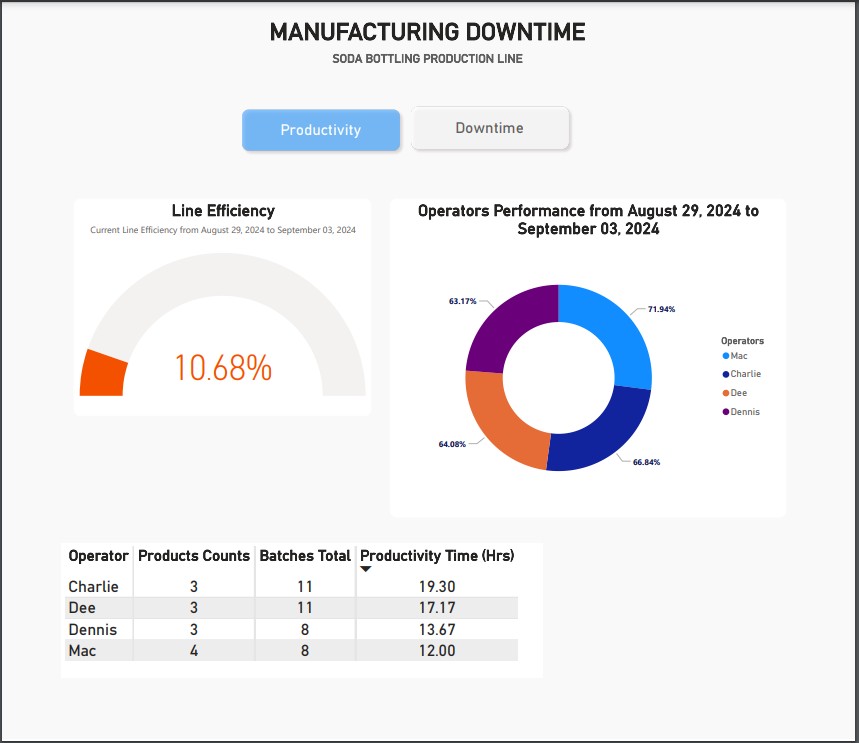 MANUFACTURING DOWNTIME
SODA BOTTLING PRODUCTION LINE
Productivity
Downtime
Line Efficiency
Current Line Efficiency from August 29, 2024 to September 03, 2024
10.68%
Operators Performance from August 29, 2024 to
September 03, 2024
63.17%
71.94%
64.08%
66.84%
Operators
Mac
Charlie
Dee
Dennis
Operator Products Counts Batches Total Productivity Time (Hrs)
Charlie 3 11 19.30
Dee 3 11 17.17
Dennis 3 8 13.67
Mac 4 8 12.00